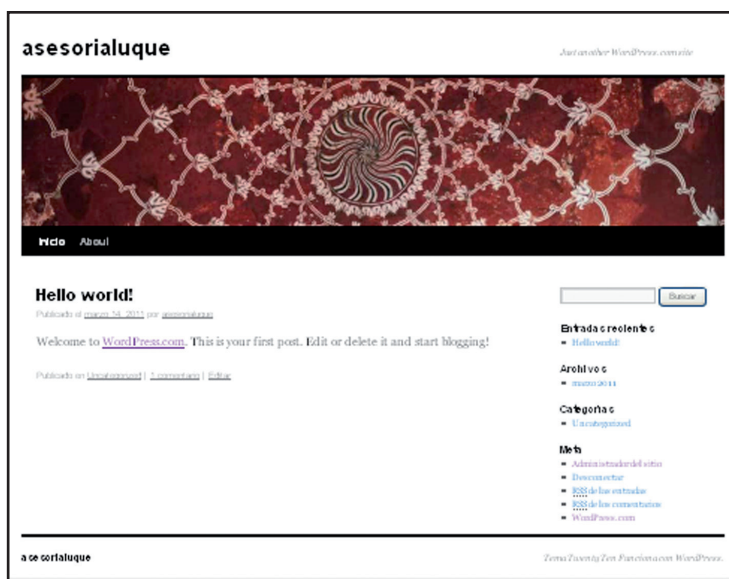 asesorialuque
Just another WordPress.com site
Inicio About
Hello world!
Publicado el marzo 14, 2011 por asesorialuque
Welcome to WordPress.com. This is your first post. Edit or delete it and start blogging!
Publicado en Uncategorized | 1 comentario | Editar
Buscar
Entradas recientes
Hello world!
Archivos
marzo 2011
Categorías
Uncategorized
Meta
Administrador del sitio
Desconectar
RSS de las entradas
RSS de los comentarios
WordPress.com
asesorialuque
Tema Twenty Ten Funciona con WordPress.